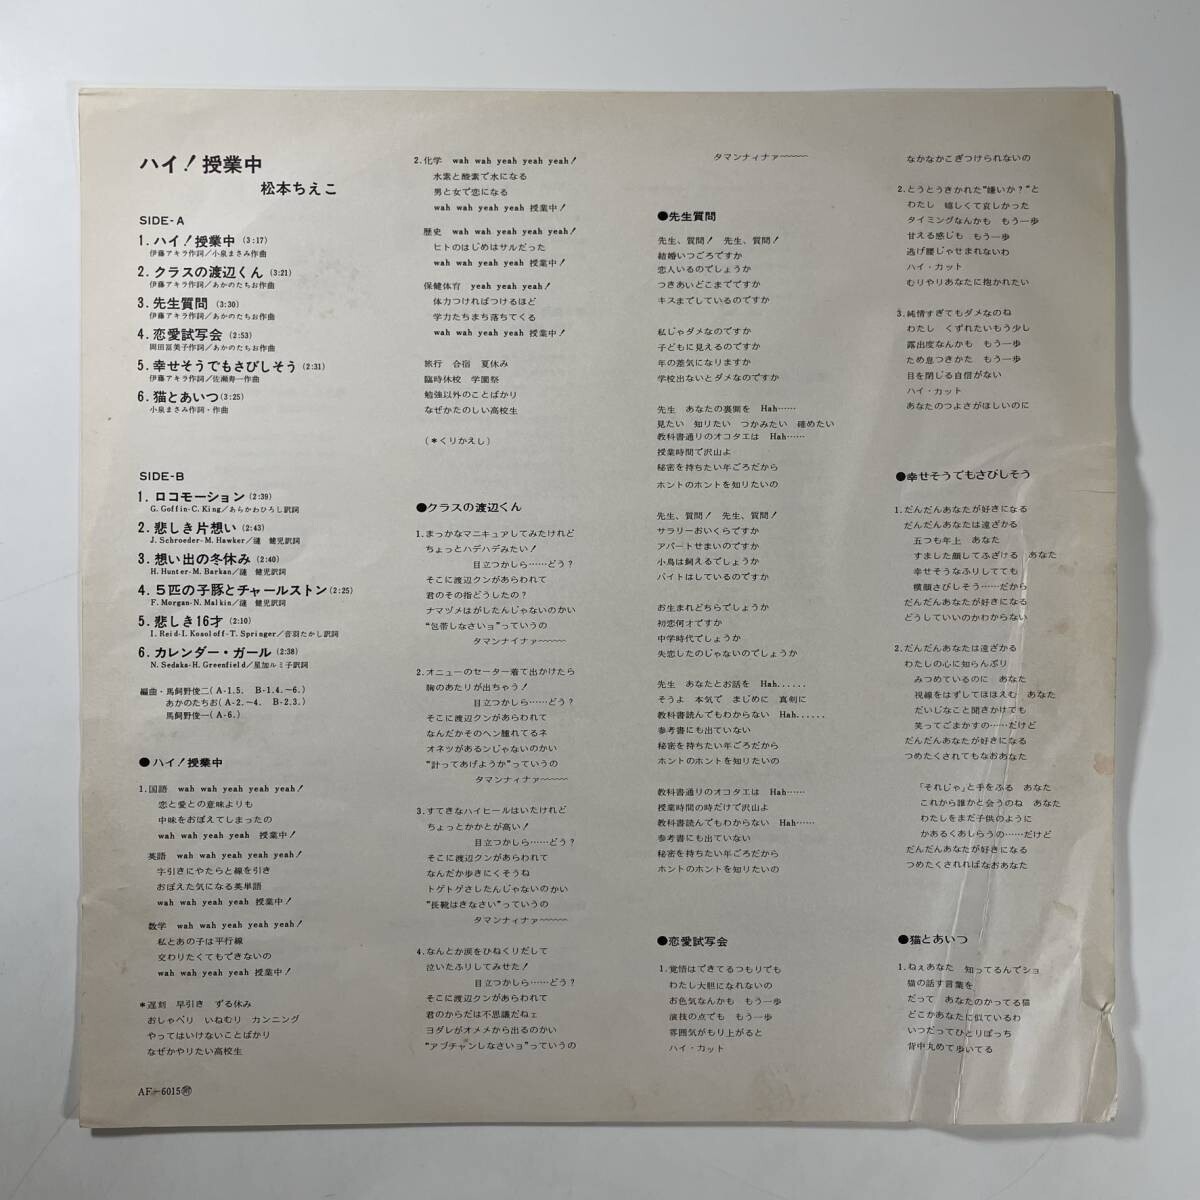 ハイ！授業中
松本ちえこ
SIDE-A
1. ハイ！授業中(3:17)
伊藤アキラ作詞／小泉まさみ作曲
2. クラスの渡辺くん(3:21)
伊藤アキラ作詞／あかのたちお作曲
3. 先生質問(3:30)
伊藤アキラ作詞／あかのたちお作曲
4. 恋愛試写会(2:53)
岡田冨美子作詞／あかのたちお作曲
5. 幸せそうでもさびしそう(2:31)
伊藤アキラ作詞／佐瀬寿一作曲
6. 猫とあいつ(3:25)
小泉まさみ作詞・作曲
SIDE-B
1. ロコモーション(2:39)
G. Goffin-C. King／あらかわひろし訳詞
2. 悲しき片想い(2:43)
J. Schroeder-M. Hawker／漣 健児訳詞
3. 想い出の冬休み(2:40)
H. Hunter-M. Barkan／漣 健児訳詞
4. 5匹の子豚とチャールストン(2:25)
F. Morgan-N. Malkin／漣 健児訳詞
5. 悲しき16才(2:10)
I. Reid-I. Kosoloff-T. Springer／音羽たかし訳詞
6. カレンダー・ガール(2:38)
N. Sedaka-H. Greenfield／星加ルミ子訳詞
編曲・馬飼野俊二(A-1.5. B-1.4.〜6.)
あかのたちお(A-2.〜4. B-2.3.)
馬飼野俊一(A-6.)
●ハイ！授業中
1.国語 wah wah yeah yeah yeah！
恋と愛との意味よりも
中味をおぼえてしまったの
wah wah yeah yeah 授業中！
英語 wah wah yeah yeah yeah！
字引きにやたらと線を引き
おぼえた気になる英単語
wah wah yeah yeah 授業中！
数学 wah wah yeah yeah yeah！
私とあの子は平行線
交わりたくてもできないの
wah wah yeah yeah 授業中！
＊遅刻 早引き ずる休み
おしゃべり いねむり カンニング
やってはいけないことばかり
なぜかやりたい高校生
AF-6015㊞
2.化学 wah wah yeah yeah yeah！
水素と酸素で水になる
男と女で恋になる
wah wah yeah yeah 授業中！
歴史 wah wah yeah yeah yeah！
ヒトのはじめはサルだった
wah wah yeah yeah 授業中！
保健体育 yeah yeah yeah！
体力つければつけるほど
学力たちまち落ちてくる
wah wah yeah yeah 授業中！
旅行 合宿 夏休み
臨時休校 学園祭
勉強以外のことばかり
なぜかたのしい高校生
(＊くりかえし)
●クラスの渡辺くん
1.まっかなマニキュアしてみたけれど
ちょっとハデハデみたい！
目立つかしら……どう？
そこに渡辺クンがあらわれて
君のその指どうしたの？
ナマヅメはがしたんじゃないのかい
“包帯しなさいョ”っていうの
タマンナイナァ〜〜〜
2.オニューのセーター着て出かけたら
胸のあたりが出ちゃう！
目立つかしら……どう？
そこに渡辺クンがあらわれて
なんだかそのヘン腫れてるネ
オネツがあるンじゃないのかい
“計ってあげようか”っていうの
タマンナィナァ〜〜〜
3.すてきなハイヒールはいたけれど
ちょっとかかとが高い！
目立つかしら……どう？
そこに渡辺クンがあらわれて
なんだか歩きにくそうね
トゲトゲさしたんじゃないのかい
“長靴はきなさい”っていうの
タマンナィナァ〜〜〜
4.なんとか涙をひねくりだして
泣いたふりしてみせた！
目立つかしら……どう？
そこに渡辺クンがあらわれて
君のからだは不思議だねェ
ヨダレがオメメから出るのかい
“アブチャンしなさいョ”っていうの
タマンナィナァ〜〜〜
●先生質問
先生、質問！ 先生、質問！
結婚いつごろですか
恋人いるのでしょうか
つきあいどこまでですか
キスまでしているのですか
私じゃダメなのですか
子どもに見えるのですか
年の差気になりますか
学校出ないとダメなのですか
先生 あなたの裏側を Hah……
見たい 知りたい つかみたい 確めたい
教科書通りのオコタエは Hah……
授業時間で沢山よ
秘密を持ちたい年ごろだから
ホントのホントを知りたいの
先生、質問！ 先生、質問！
サラリーおいくらですか
アパートせまいのですか
小鳥は飼えるでしょうか
バイトはしているのですか
お生まれどちらでしょうか
初恋何才ですか
中学時代でしょうか
失恋したのじゃないのでしょうか
先生 あなたとお話を Hah......
そうよ 本気で まじめに 真剣に
教科書読んでもわからない Hah......
参考書にも出ていない
秘密を持ちたい年ごろだから
ホントのホントを知りたいの
教科書通りのオコタエは Hah……
授業時間の時だけで沢山よ
教科書読んでもわからない Hah……
参考書にも出ていない
秘密を持ちたい年ごろだから
ホントのホントを知りたいの
●恋愛試写会
1.覚悟はできてるつもりでも
わたし大胆になれないの
お色気なんかも もう一歩
演技の点でも もう一歩
雰囲気がもり上がると
ハイ・カット
なかなかこぎつけられないの
2.とうとうきかれた“嫌いか？”と
わたし 嬉しくて哀しかった
タイミングなんかも もう一歩
甘える感じも もう一歩
逃げ腰じゃせまれないわ
ハイ・カット
むりやりあなたに抱かれたい
3.純情すぎてもダメなのね
わたし くずれたいもう少し
露出度なんかも もう一歩
ため息つきかた もう一歩
目を閉じる自信がない
ハイ・カット
あなたのつよさがほしいのに
●幸せそうでもさびしそう
1.だんだんあなたが好きになる
だんだんあなたは遠ざかる
五つも年上 あなた
すました顔してふざける あなた
幸せそうなふりしてても
横顔さびしそう……だから
だんだんあなたが好きになる
どうしていいのかわからない
2.だんだんあなたは遠ざかる
わたしの心に知らんぷり
みつめているのに あなた
視線をはずしてほほえむ あなた
だいじなこと聞きかけても
笑ってごまかすの……だけど
だんだんあなたが好きになる
つめたくされてもなおあなた
「それじゃ」と手をふる あなた
これから誰かと会うのね あなた
わたしをまだ子供のように
かあるくあしらうの……だけど
だんだんあなたが好きになる
つめたくされればなおあなた
●猫とあいつ
1.ねぇあなた 知ってるんでショ
猫の話す言葉を
だって あなたのかってる猫
どこかあなたに似ているわ
いつだってひとりぼっち
背中丸めて歩いてる